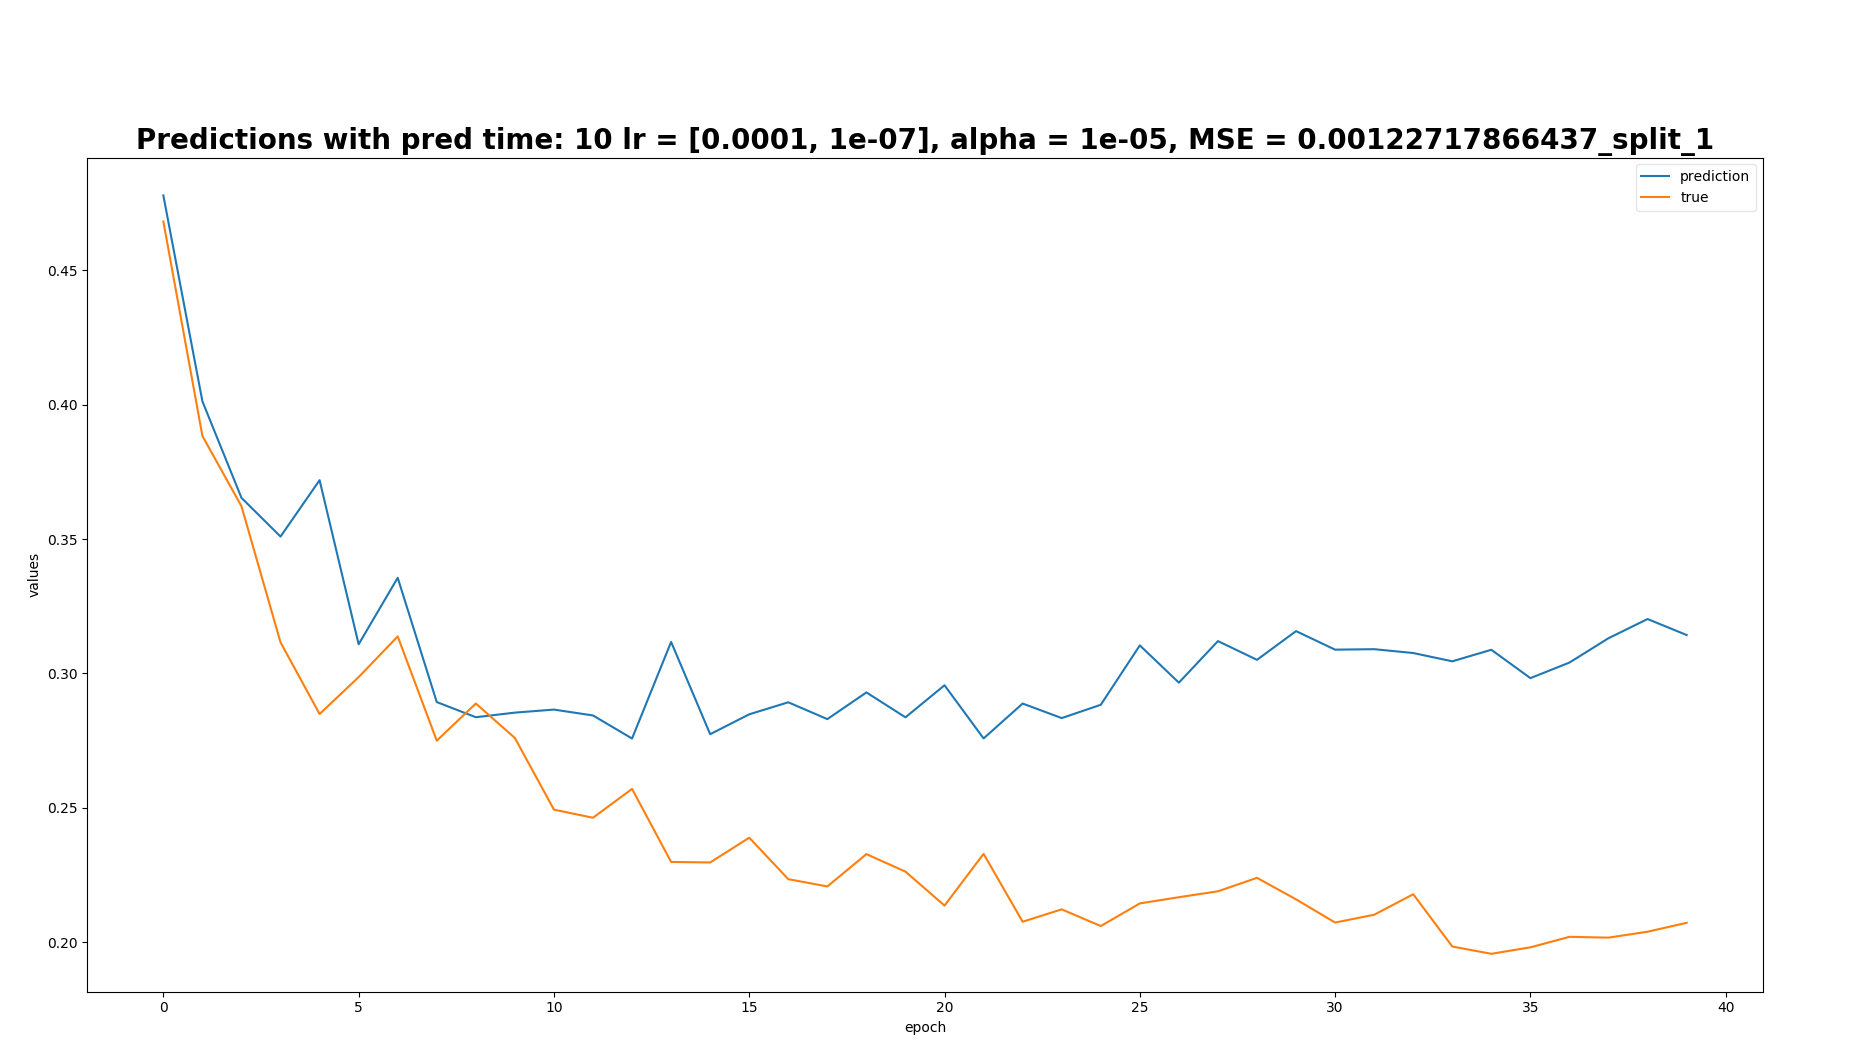 Predictions with pred time: 10 lr = [0.0001, 1e-07], alpha = 1e-05, MSE = 0.00122717866437_split_1
prediction
true
0.45
0.40
0.35
0.30
0.25
0.20
values
0 5 10 15 20 25 30 35 40
epoch